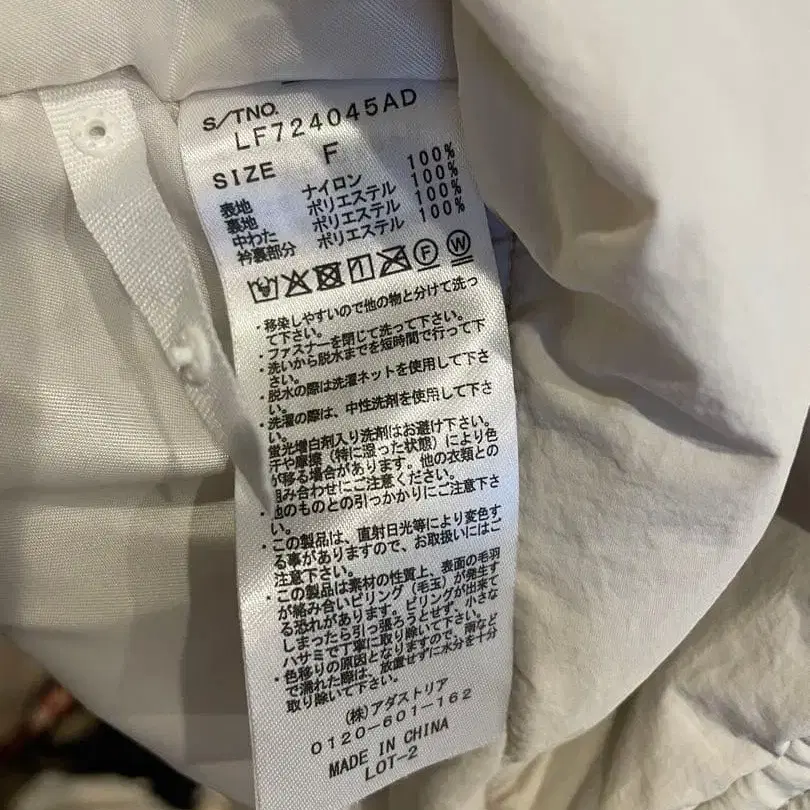 S/TNO.
LF724045AD
SIZE F
表地 ナイロン 100%
裏地 ポリエステル 100%
中わた ポリエステル 100%
衿裏部分 ポリエステル 100%
F W
・移染しやすいので他の物と分けて洗っ
て下さい。
・ファスナーを閉じて洗って下さい。
・洗いから脱水までを短時間で行って下
さい。
・脱水の際は洗濯ネットを使用して下さ
い。
・洗濯の際は、中性洗剤を使用して下さ
い。
蛍光増白剤入り洗剤はお避け下さい。
汗や摩擦（特に湿った状態）により色
が移る場合があります。他の衣類との
組み合わせにご注意ください。
・他のものとの引っかかりにご注意下さ
い。
・この製品は、直射日光等により変色す
る事がありますので、お取扱いにはご
注意下さい。
・この製品は素材の性質上、表面の毛羽
が絡み合いピリング（毛玉）が発生す
る恐れがあります。ピリングが出来て
しまったら引っ張ろうとせず、小さな
ハサミで丁寧に取り除いて下さい。
・色移りの原因となりますので、雨など
で濡れた際は、放置せずに水分を十分
取り除いて下さい。
（株）アダストリア
0120-601-162
MADE IN CHINA
LOT-2